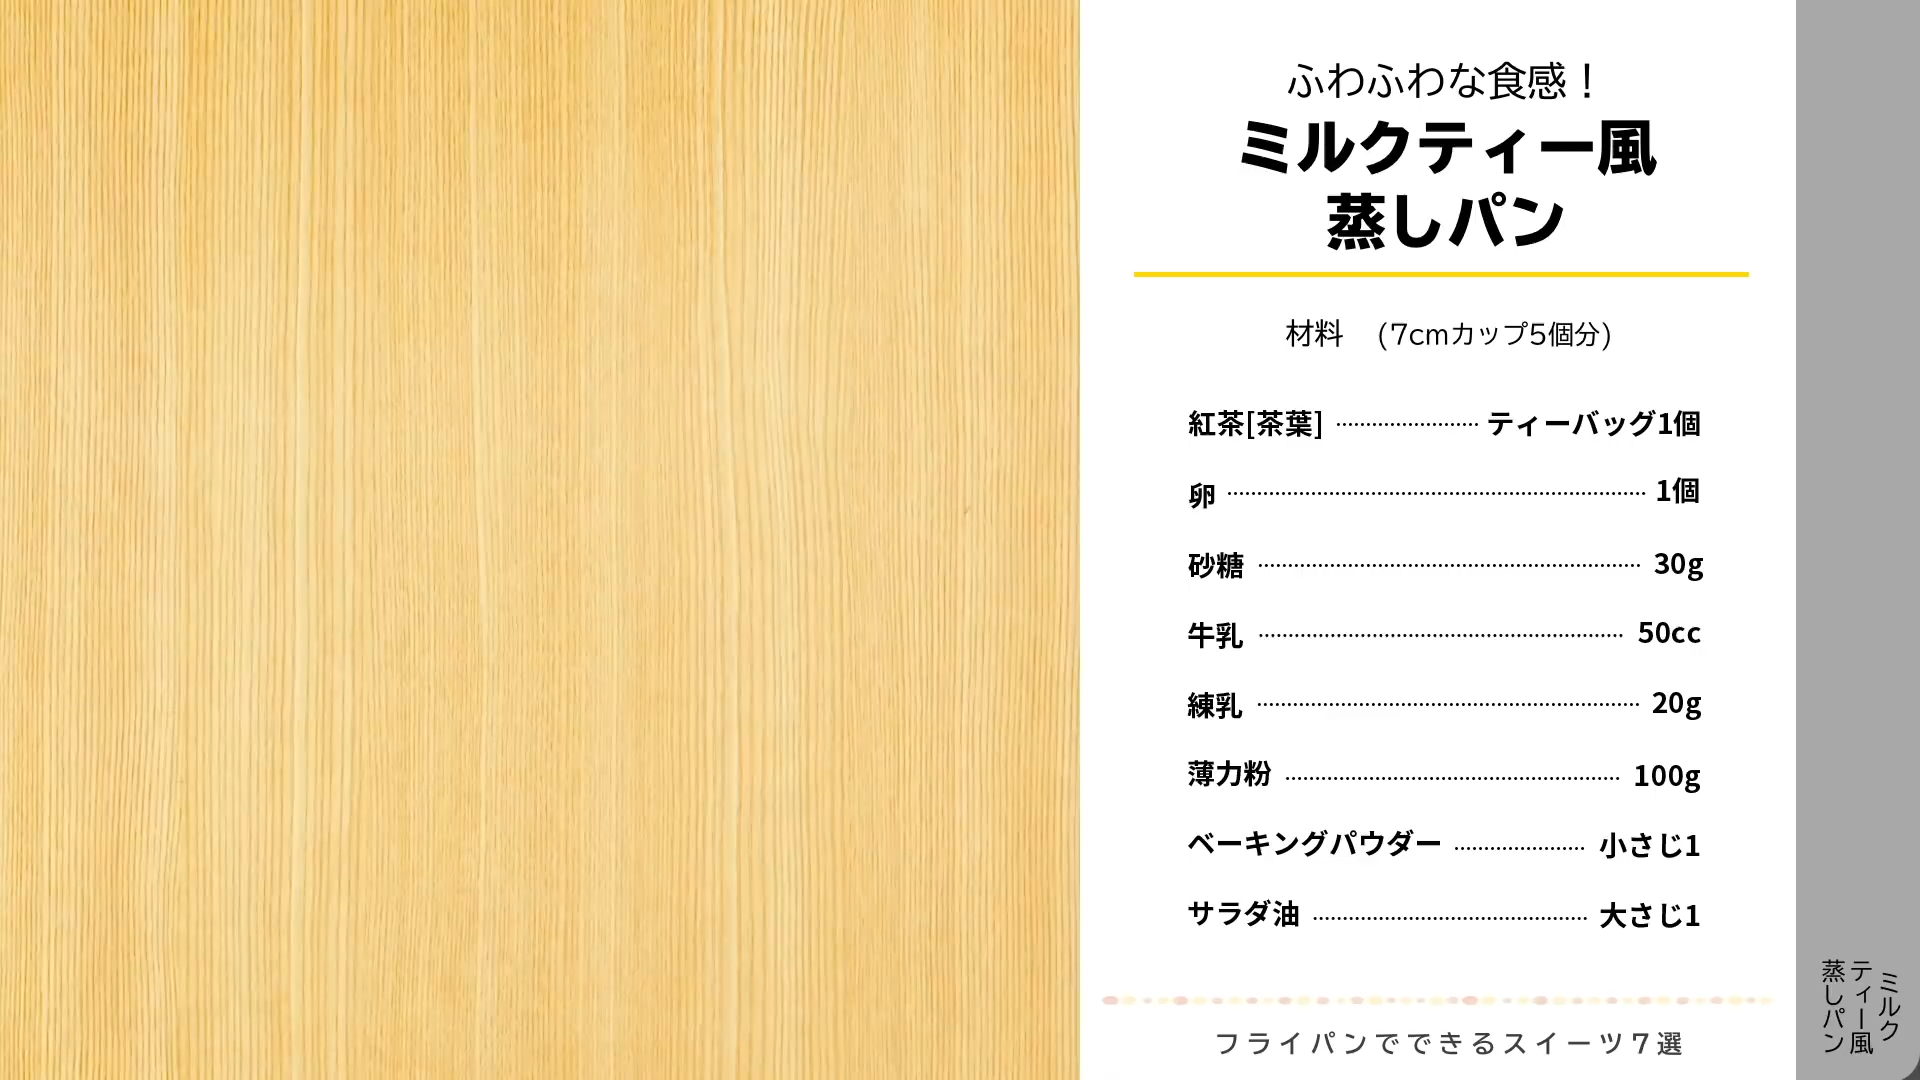 ふわふわな食感！
ミルクティー風
蒸しパン
材料　(7cmカップ5個分)
紅茶[茶葉] ティーバッグ1個
卵 1個
砂糖 30g
牛乳 50cc
練乳 20g
薄力粉 100g
ベーキングパウダー 小さじ1
サラダ油 大さじ1
フライパンでできるスイーツ７選
ミルク
ティー風
蒸しパン